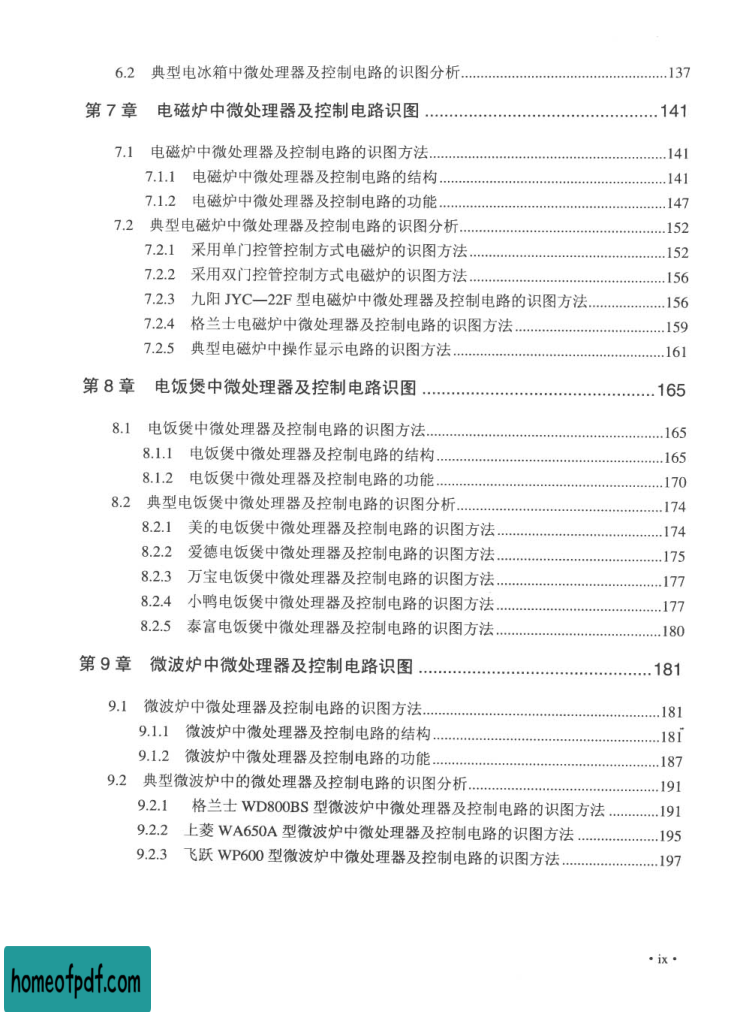 6.2 典型电冰箱中微处理器及控制电路的识图分析......137
第 7 章 电磁炉中微处理器及控制电路识图......141
7.1 电磁炉中微处理器及控制电路的识图方法......141
7.1.1 电磁炉中微处理器及控制电路的结构......141
7.1.2 电磁炉中微处理器及控制电路的功能......147
7.2 典型电磁炉中微处理器及控制电路的识图分析......152
7.2.1 采用单门控管控制方式电磁炉的识图方法......152
7.2.2 采用双门控管控制方式电磁炉的识图方法......156
7.2.3 九阳 JYC—22F 型电磁炉中微处理器及控制电路的识图方法......156
7.2.4 格兰士电磁炉中微处理器及控制电路的识图方法......159
7.2.5 典型电磁炉中操作显示电路的识图方法......161
第 8 章 电饭煲中微处理器及控制电路识图......165
8.1 电饭煲中微处理器及控制电路的识图方法......165
8.1.1 电饭煲中微处理器及控制电路的结构......165
8.1.2 电饭煲中微处理器及控制电路的功能......170
8.2 典型电饭煲中微处理器及控制电路的识图分析......174
8.2.1 美的电饭煲中微处理器及控制电路的识图方法......174
8.2.2 爱德电饭煲中微处理器及控制电路的识图方法......175
8.2.3 万宝电饭煲中微处理器及控制电路的识图方法......177
8.2.4 小鸭电饭煲中微处理器及控制电路的识图方法......177
8.2.5 泰富电饭煲中微处理器及控制电路的识图方法......180
第 9 章 微波炉中微处理器及控制电路识图......181
9.1 微波炉中微处理器及控制电路的识图方法......181
9.1.1 微波炉中微处理器及控制电路的结构......181
9.1.2 微波炉中微处理器及控制电路的功能......187
9.2 典型微波炉中的微处理器及控制电路的识图分析......191
9.2.1 格兰士 WD800BS 型微波炉中微处理器及控制电路的识图方法......191
9.2.2 上菱 WA650A 型微波炉中微处理器及控制电路的识图方法......195
9.2.3 飞跃 WP600 型微波炉中微处理器及控制电路的识图方法......197
• ix •
homeofpdf.com